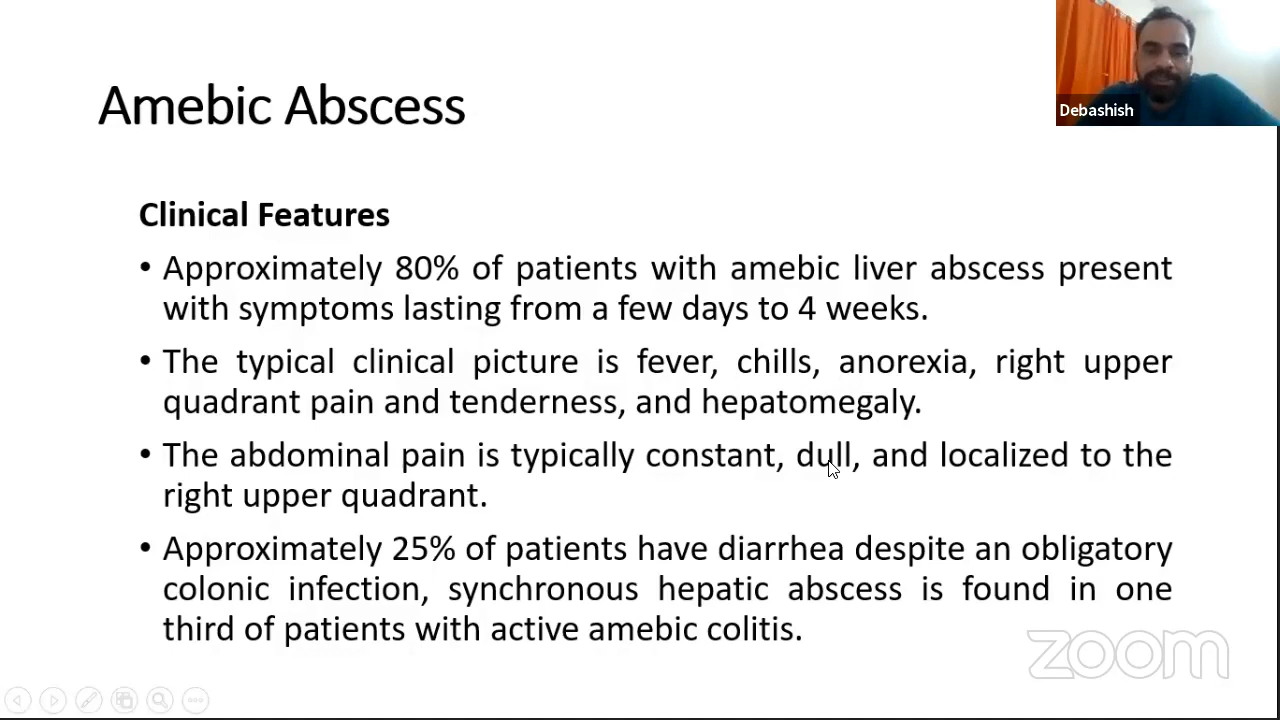 Debashish
Amebic Abscess
Clinical Features
• Approximately 80% of patients with amebic liver abscess present
with symptoms lasting from a few days to 4 weeks.
• The typical clinical picture is fever, chills, anorexia, right upper
quadrant pain and tenderness, and hepatomegaly.
• The abdominal pain is typically constant, dull, and localized to the
right upper quadrant.
• Approximately 25% of patients have diarrhea despite an obligatory
colonic infection, synchronous hepatic abscess is found in one
third of patients with active amebic colitis.
zoom